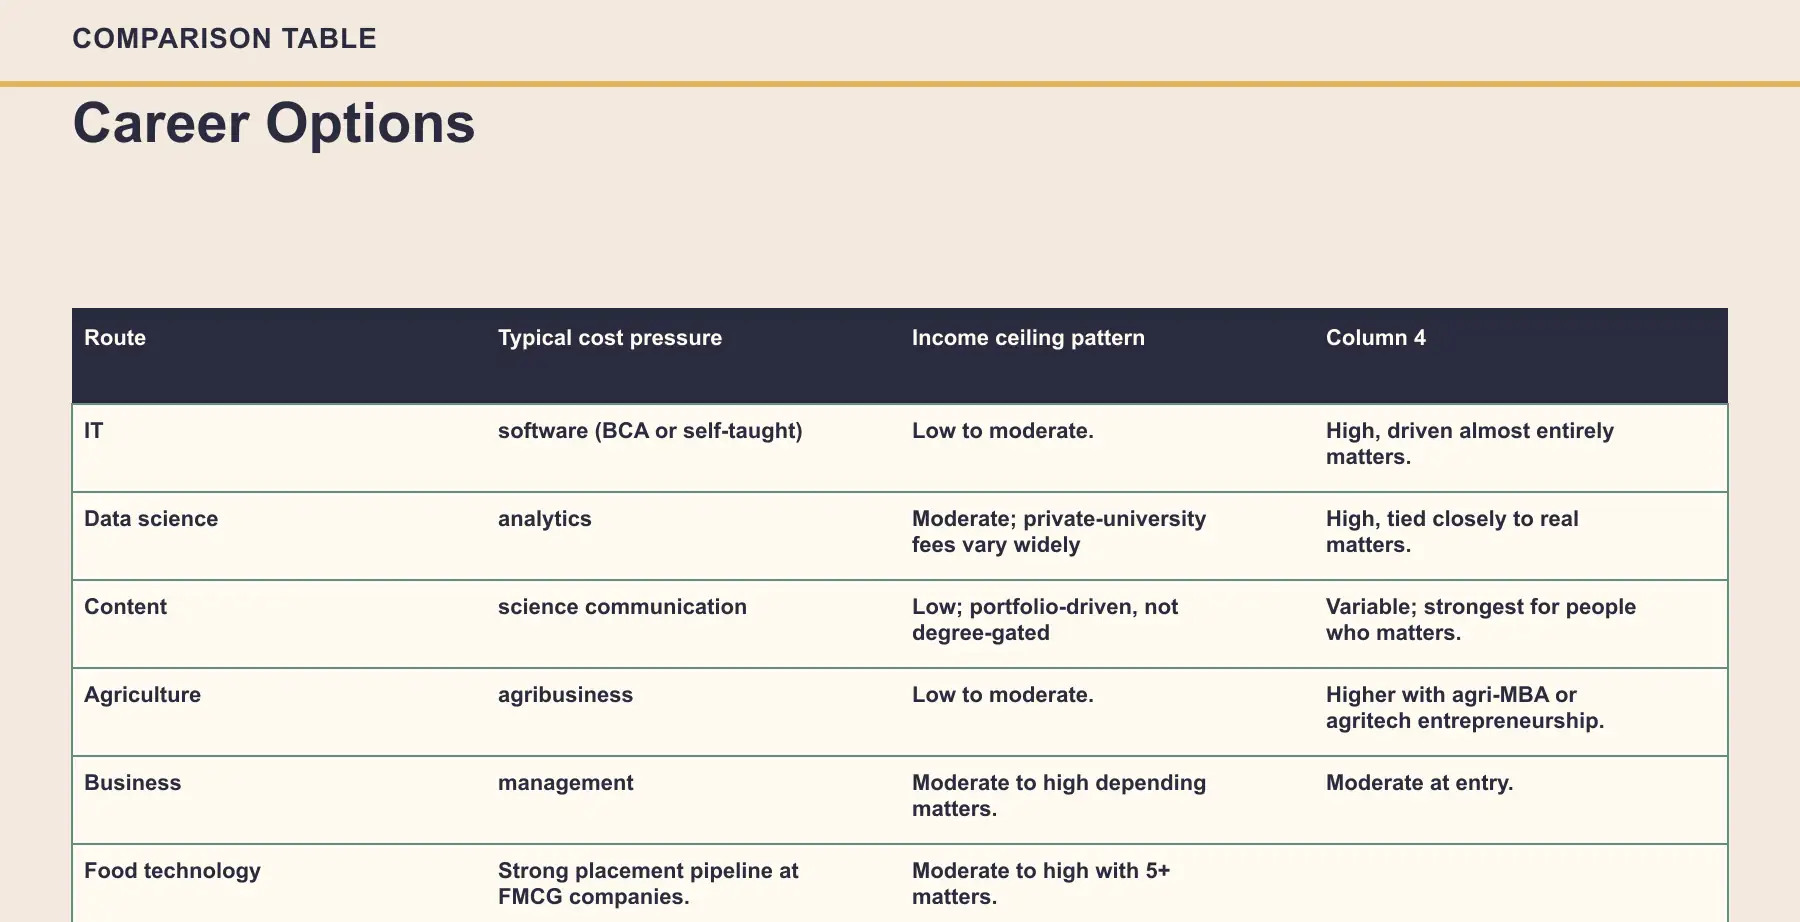 COMPARISON TABLE
Career Options
Route Typical cost pressure Income ceiling pattern Column 4
IT software (BCA or self-taught) Low to moderate. High, driven almost entirely
matters.
Data science analytics Moderate; private-university High, tied closely to real
fees vary widely matters.
Content science communication Low; portfolio-driven, not Variable; strongest for people
degree-gated who matters.
Agriculture agribusiness Low to moderate. Higher with agri-MBA or
agritech entrepreneurship.
Business management Moderate to high depending Moderate at entry.
matters.
Food technology Strong placement pipeline at Moderate to high with 5+
FMCG companies. matters.